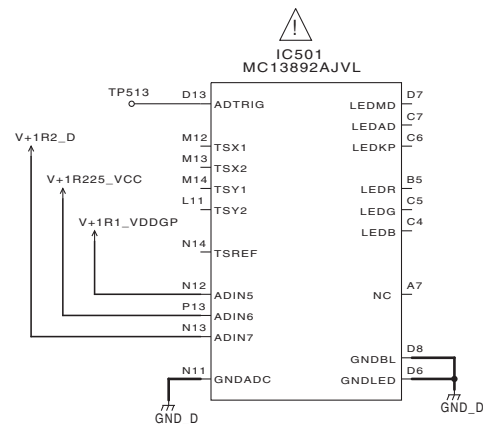 !
IC501
MC13892AJVL
TP513
D13
ADTRIG
LEDMD
D7
LEDAD
C7
V+1R2_D
M12
TSX1
LEDKP
C6
M13
TSX2
V+1R225_VCC
M14
TSY1
LEDR
B5
L11
TSY2
LEDG
C5
V+1R1_VDDGP
LEDB
C4
N14
TSREF
N12
ADIN5
NC
A7
P13
ADIN6
N13
ADIN7
GNDBL
D8
N11
GNDADC
GNDLED
D6
GND_D
GND_D